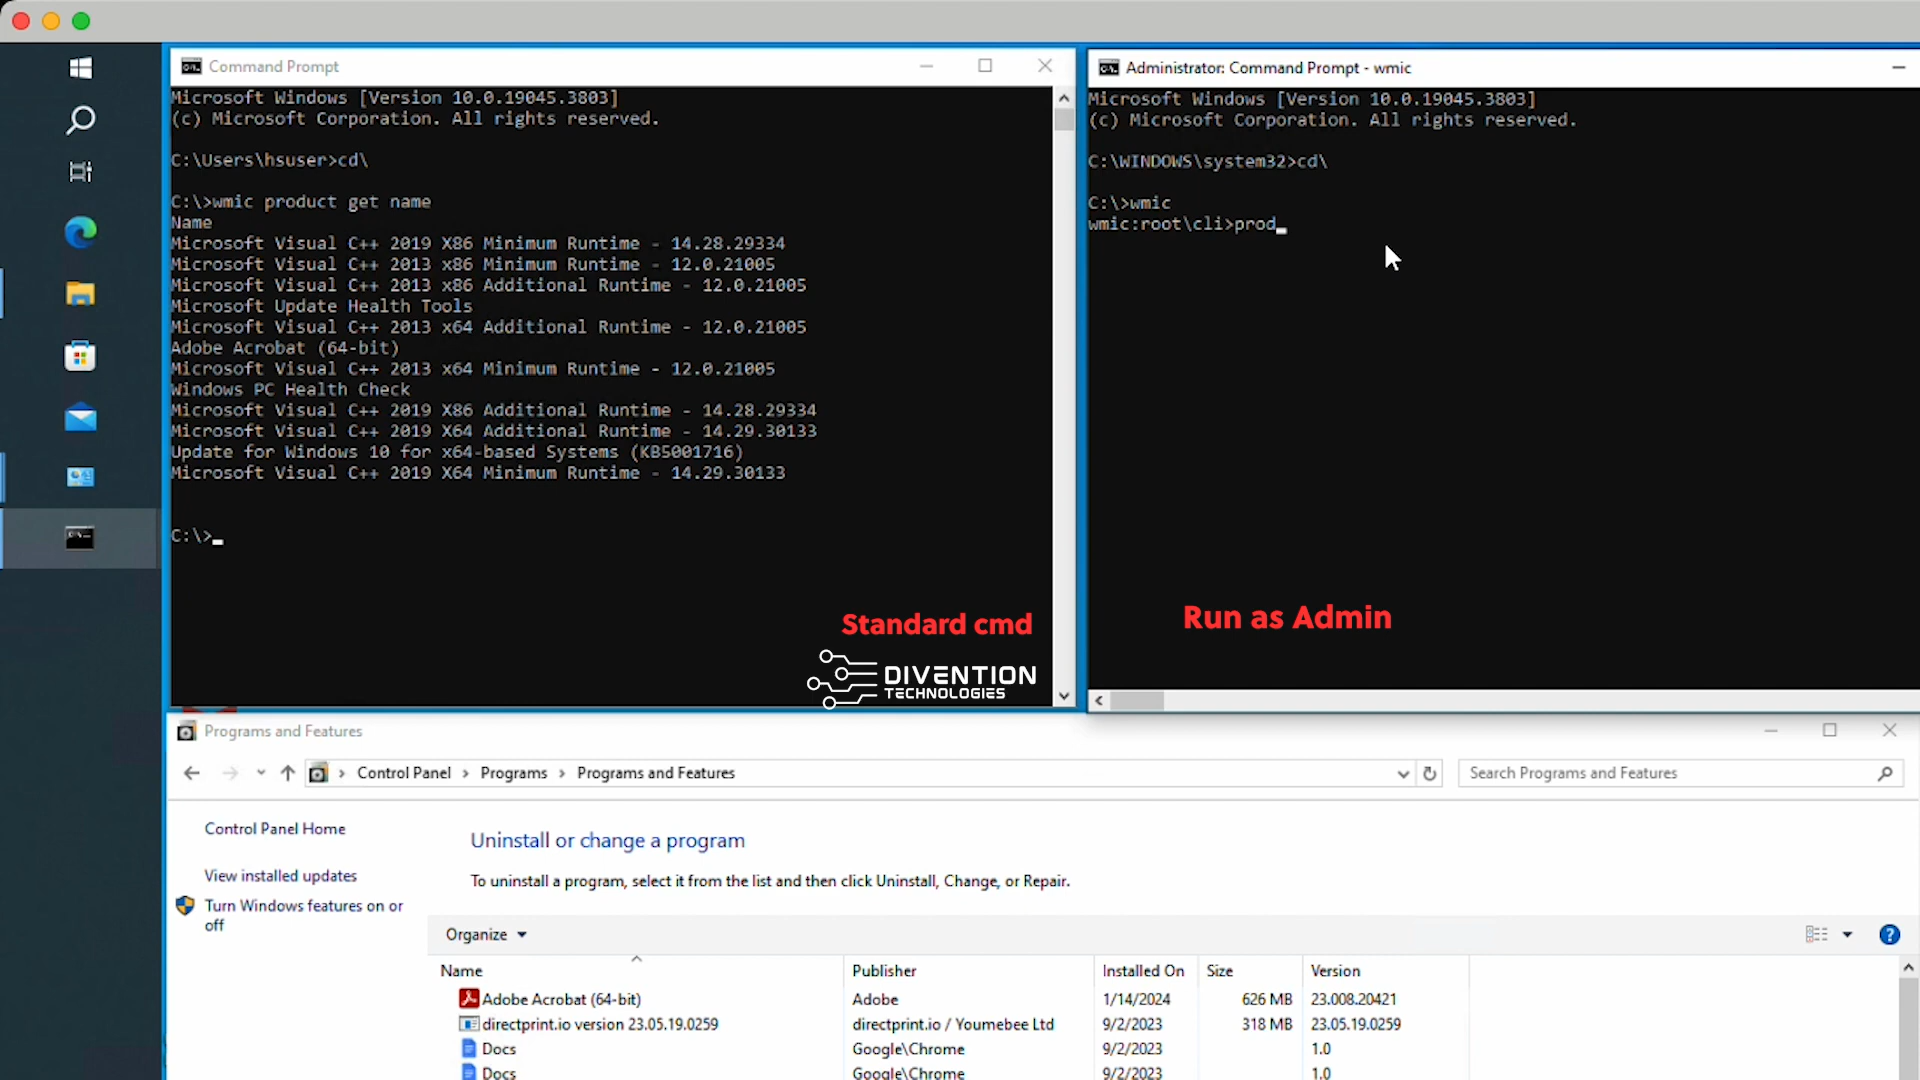 Command Prompt
Microsoft Windows [Version 10.0.19045.3803]
(c) Microsoft Corporation. All rights reserved.
C:\Users\hsuser>cd\
C:\>wmic product get name
Name
Microsoft Visual C++ 2019 X86 Minimum Runtime - 14.28.29334
Microsoft Visual C++ 2013 x86 Minimum Runtime - 12.0.21005
Microsoft Visual C++ 2013 x86 Additional Runtime - 12.0.21005
Microsoft Update Health Tools
Microsoft Visual C++ 2013 x64 Additional Runtime - 12.0.21005
Adobe Acrobat (64-bit)
Microsoft Visual C++ 2013 x64 Minimum Runtime - 12.0.21005
Windows PC Health Check
Microsoft Visual C++ 2019 X86 Additional Runtime - 14.28.29334
Microsoft Visual C++ 2019 X64 Additional Runtime - 14.29.30133
Update for Windows 10 for x64-based Systems (KB5001716)
Microsoft Visual C++ 2019 X64 Minimum Runtime - 14.29.30133
C:\>_
Standard cmd
DIVENTION
TECHNOLOGIES
Administrator: Command Prompt - wmic
Microsoft Windows [Version 10.0.19045.3803]
(c) Microsoft Corporation. All rights reserved.
C:\WINDOWS\system32>cd\
C:\>wmic
wmic:root\cli>prod_
Run as Admin
Programs and Features
Control Panel > Programs > Programs and Features
Search Programs and Features
Control Panel Home
View installed updates
Turn Windows features on or
off
Uninstall or change a program
To uninstall a program, select it from the list and then click Uninstall, Change, or Repair.
Organize
Name Publisher Installed On Size Version
Adobe Acrobat (64-bit) Adobe 1/14/2024 626 MB 23.008.20421
directprint.io version 23.05.19.0259 directprint.io / Youmebee Ltd 9/2/2023 318 MB 23.05.19.0259
Docs Google\Chrome 9/2/2023 1.0
Docs Google\Chrome 9/2/2023 1.0